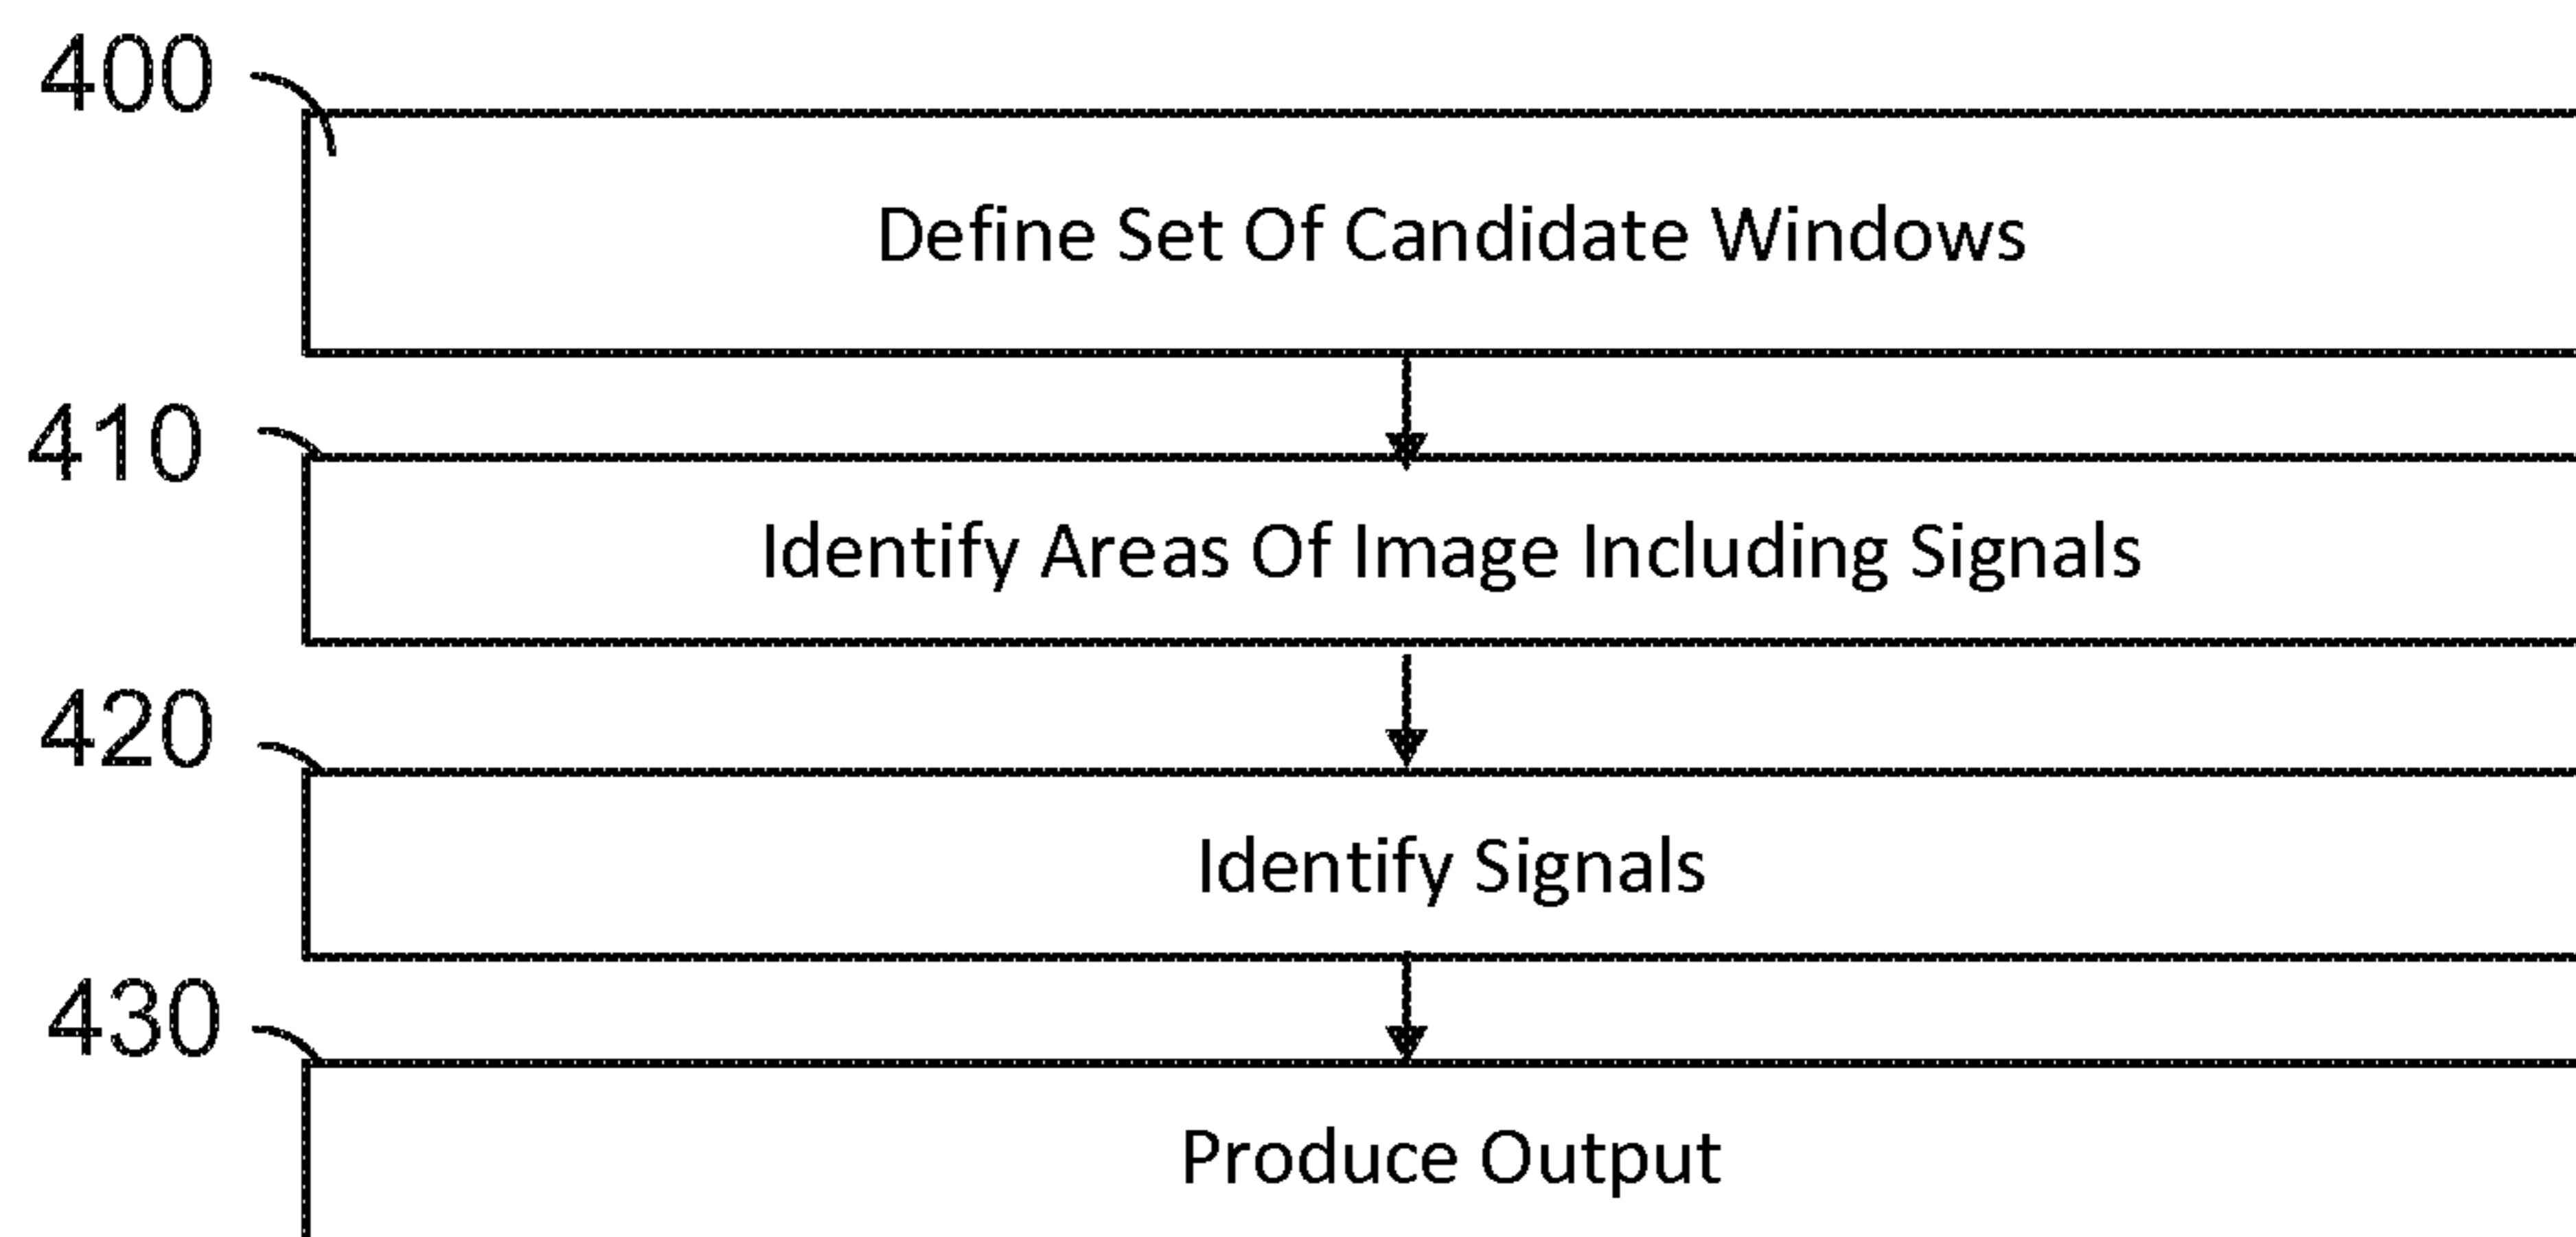 400
Define Set Of Candidate Windows
410
Identify Areas Of Image Including Signals
420
Identify Signals
430
Produce Output